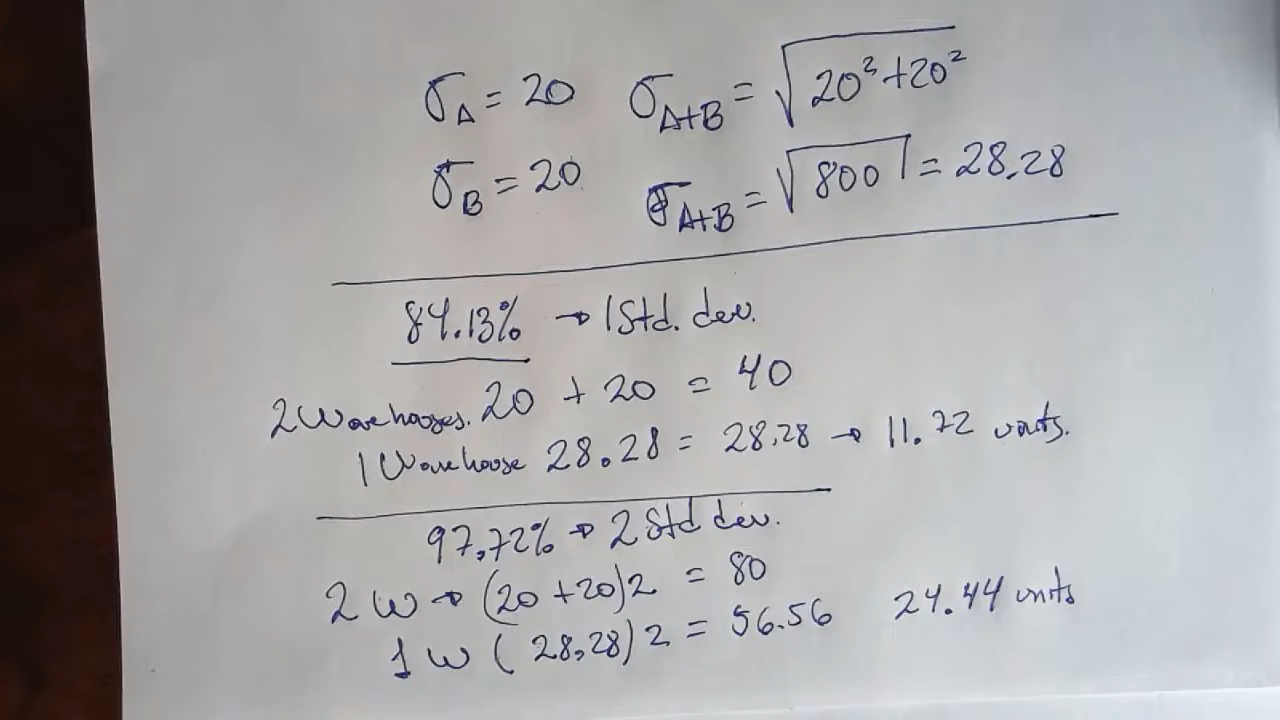 σA = 20 σA+B = √20² + 20²
σB = 20 σA+B = √800 = 28,28
84.13% → 1 Std. dev.
2 Warehouses. 20 + 20 = 40
1 Warehouse 28.28 = 28,28 → 11.72 units.
97,72% → 2 Std dev.
2 W → (20 + 20) 2 = 80
1 W (28,28) 2 = 56.56 24.44 units